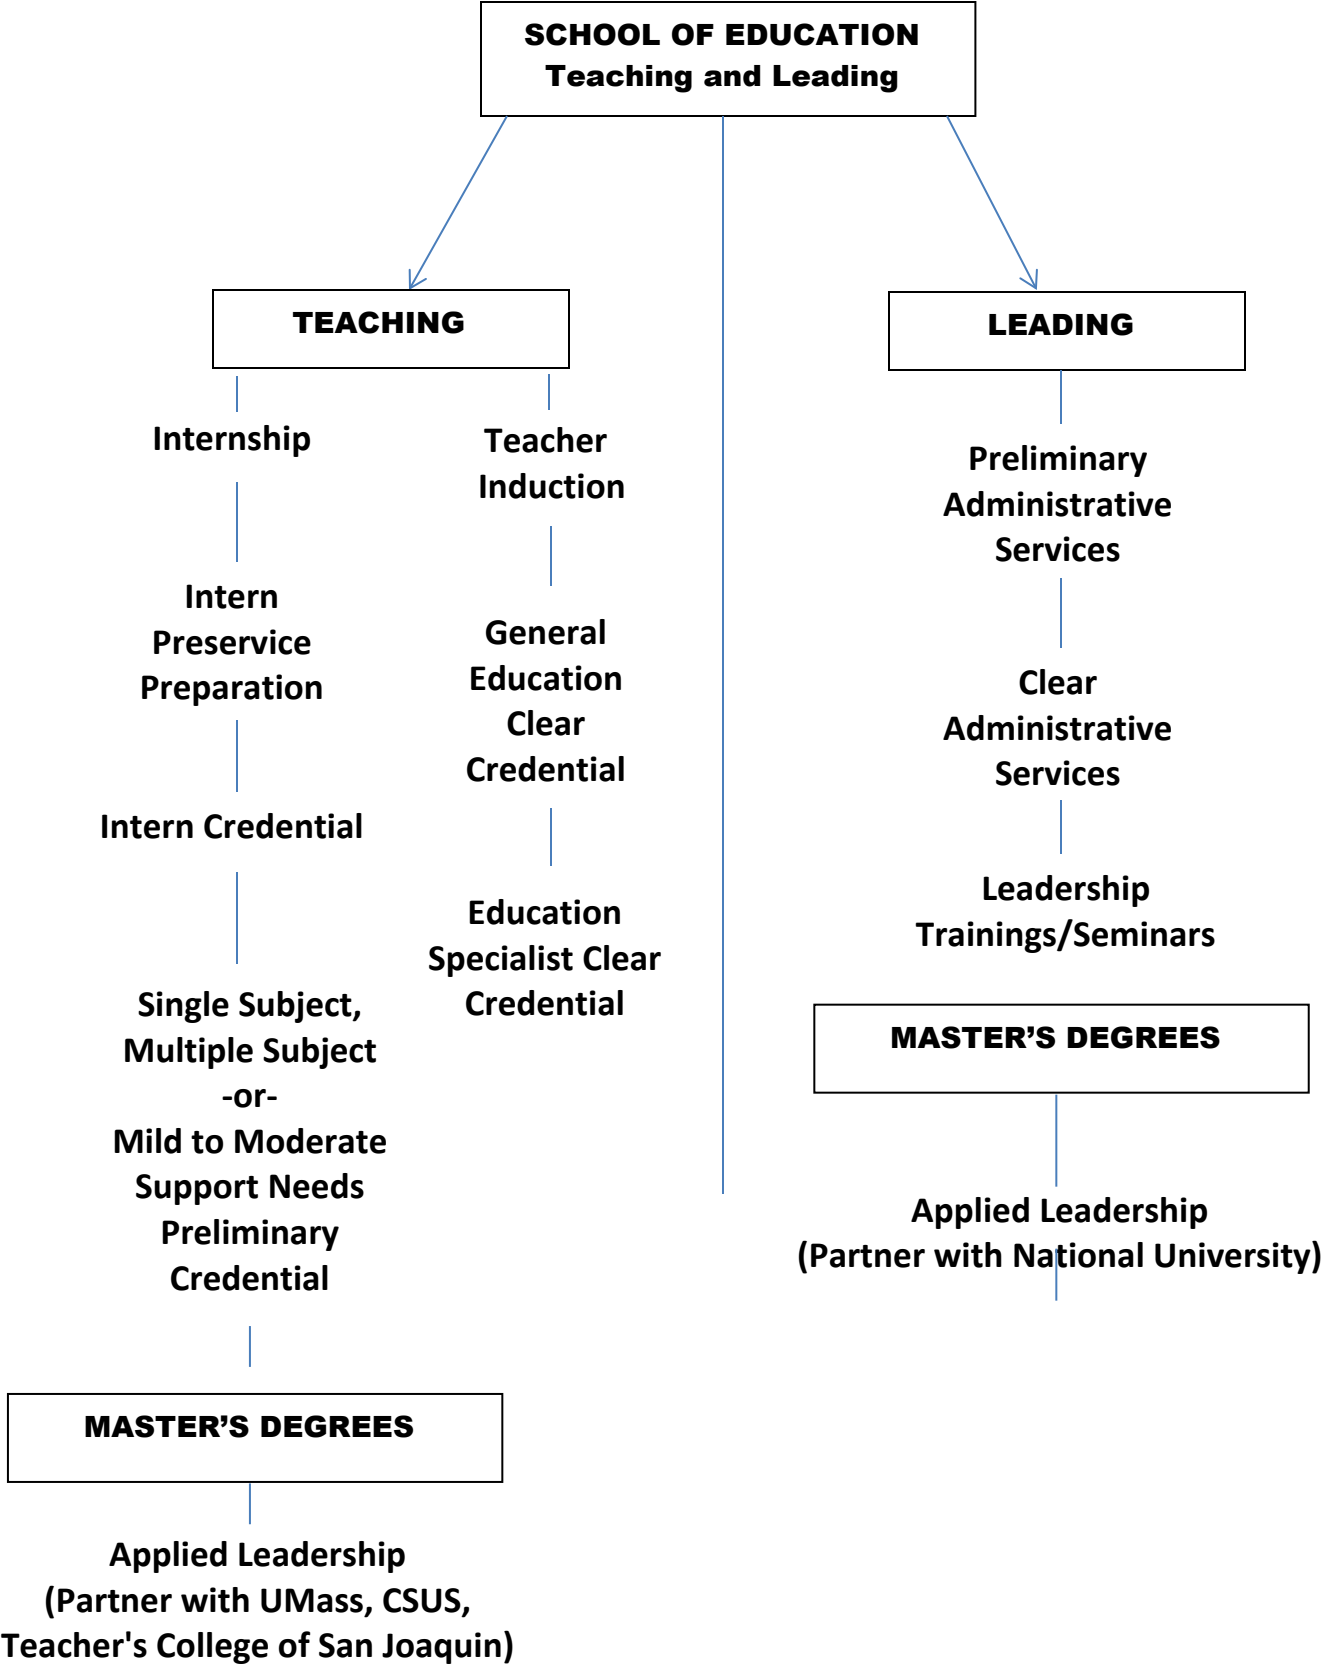 SCHOOL OF EDUCATION
Teaching and Leading
TEACHING
Internship
Intern
Preservice
Preparation
Intern Credential
Single Subject,
Multiple Subject
-or-
Mild to Moderate
Support Needs
Preliminary
Credential
MASTER’S DEGREES
Applied Leadership
(Partner with UMass, CSUS,
Teacher's College of San Joaquin)
Teacher
Induction
General
Education
Clear
Credential
Education
Specialist Clear
Credential
LEADING
Preliminary
Administrative
Services
Clear
Administrative
Services
Leadership
Trainings/Seminars
MASTER’S DEGREES
Applied Leadership
(Partner with National University)